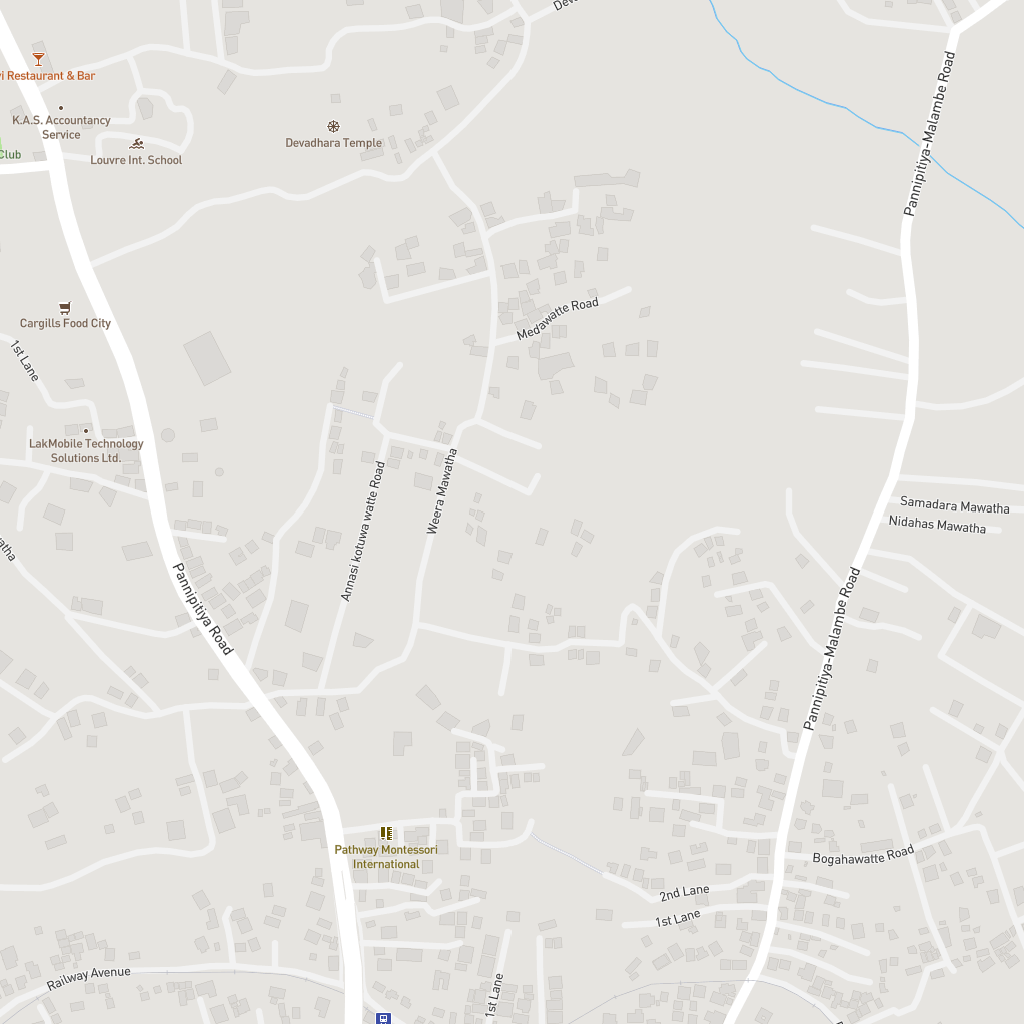 Pannipitiya-Malambe Road
vi Restaurant & Bar
K.A.S. Accountancy
Service
Devadhara Temple
Club
Louvre Int. School
Medawatte Road
Cargills Food City
1st Lane
LakMobile Technology
Solutions Ltd.
Weera Mawatha
Annasi kotuwa watte Road
Samadara Mawatha
Nidahas Mawatha
Pannipitiya Road
Pannipitiya-Malambe Road
Pathway Montessori
International
Bogahawatte Road
2nd Lane
1st Lane
Railway Avenue
1st Lane